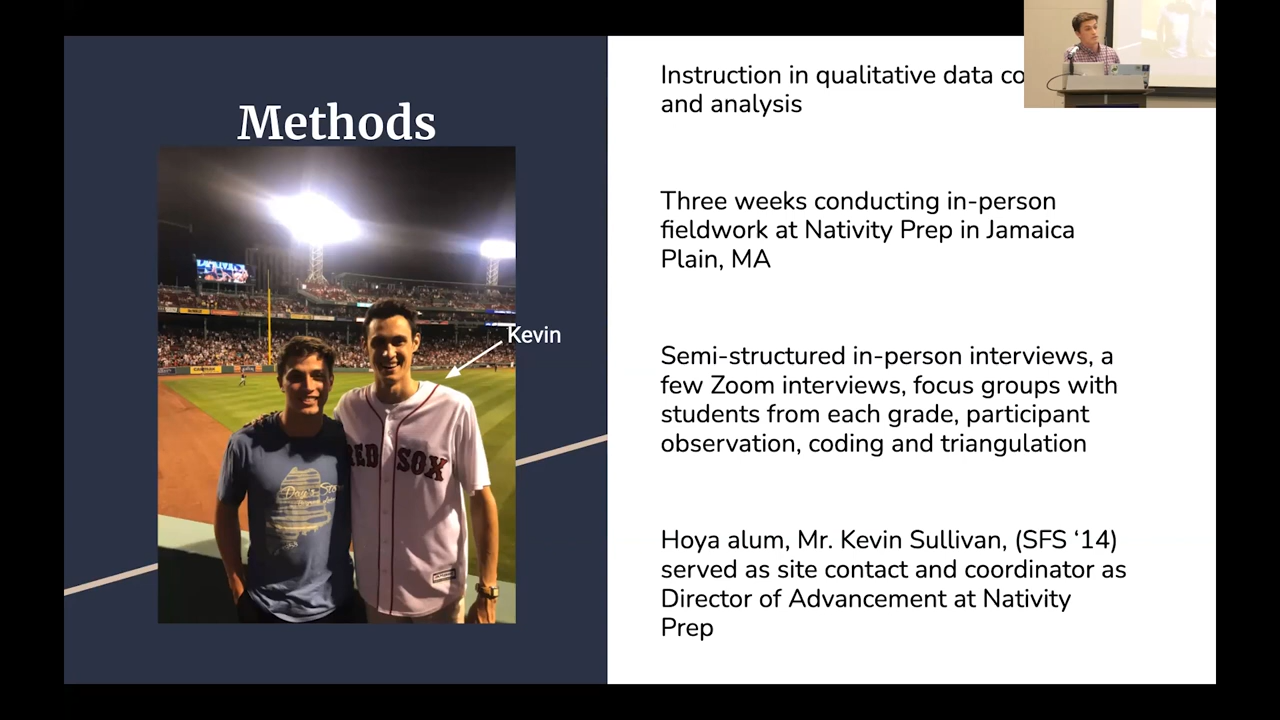 Methods
Kevin
RED SOX
Day's Store
Instruction in qualitative data co
and analysis
Three weeks conducting in-person
fieldwork at Nativity Prep in Jamaica
Plain, MA
Semi-structured in-person interviews, a
few Zoom interviews, focus groups with
students from each grade, participant
observation, coding and triangulation
Hoya alum, Mr. Kevin Sullivan, (SFS ‘14)
served as site contact and coordinator as
Director of Advancement at Nativity
Prep